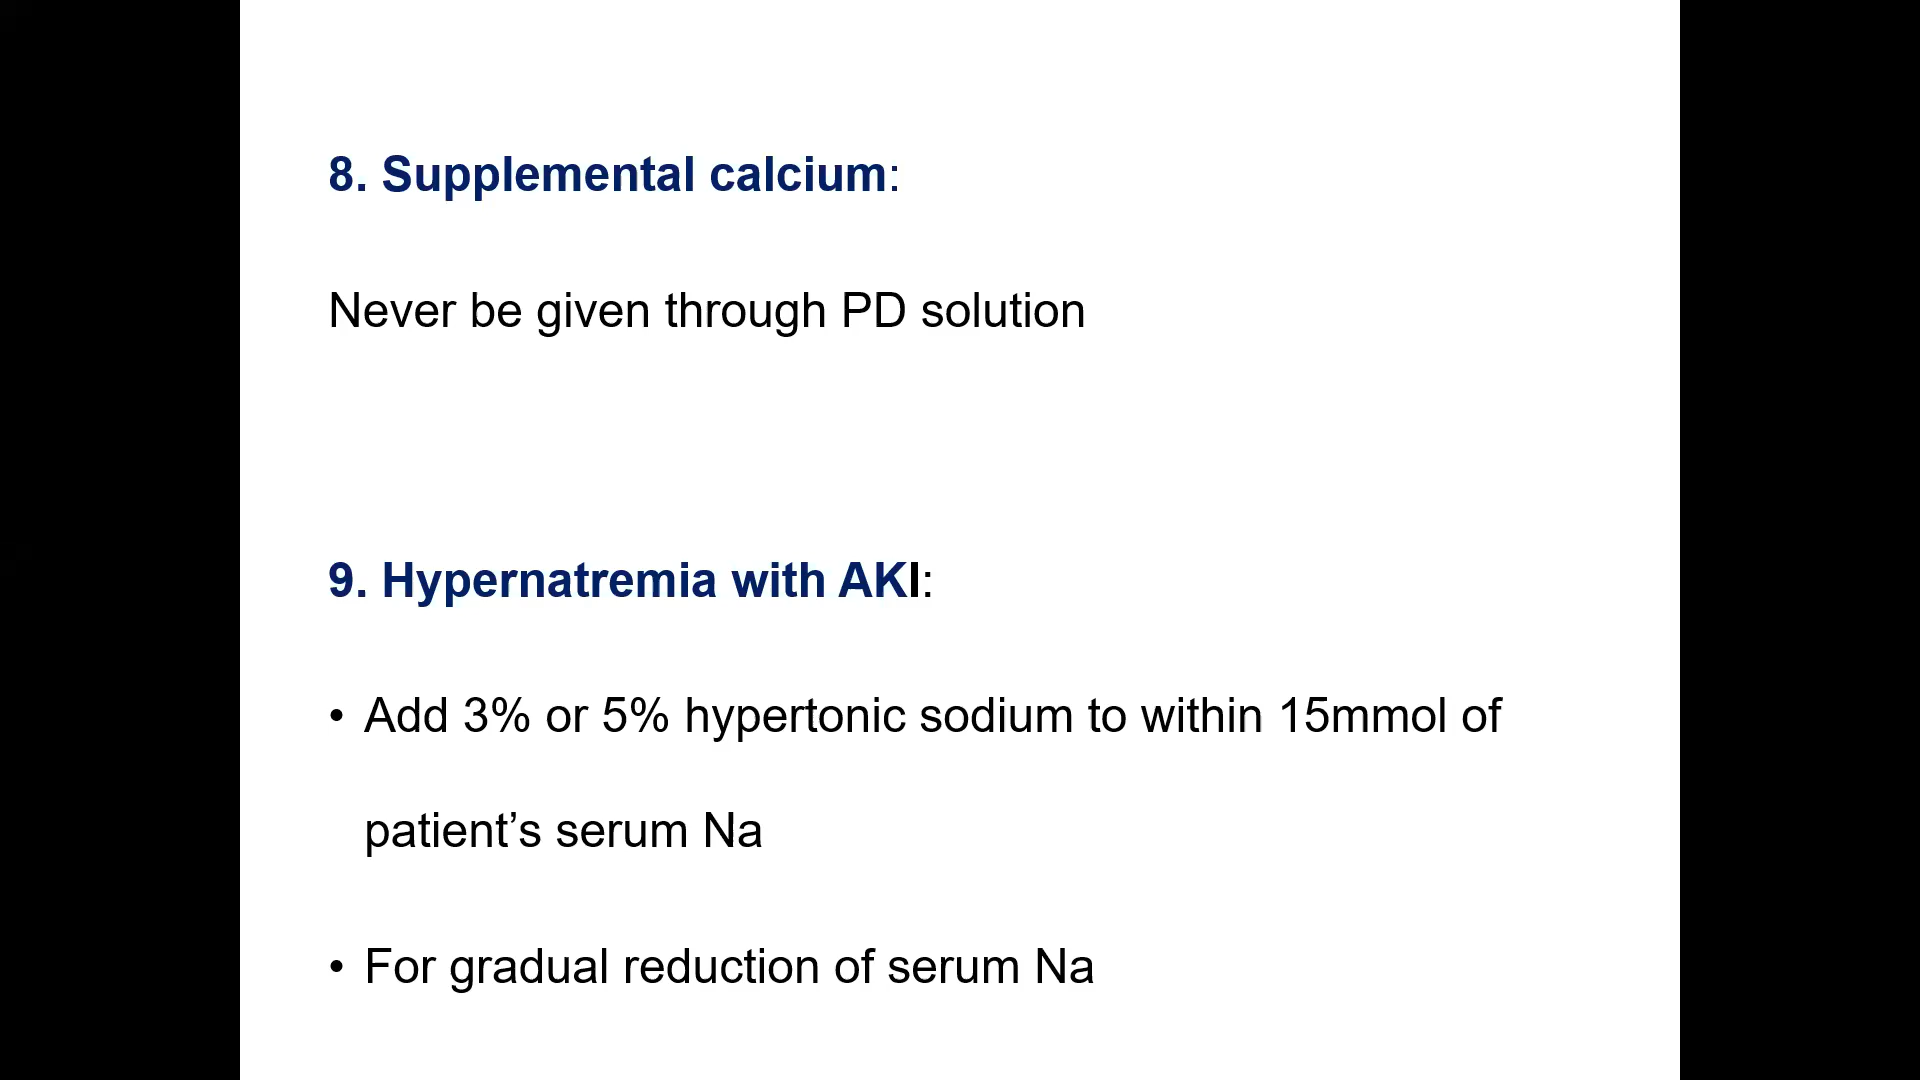 8. Supplemental calcium:
Never be given through PD solution
9. Hypernatremia with AKI:
• Add 3% or 5% hypertonic sodium to within 15mmol of
patient’s serum Na
• For gradual reduction of serum Na